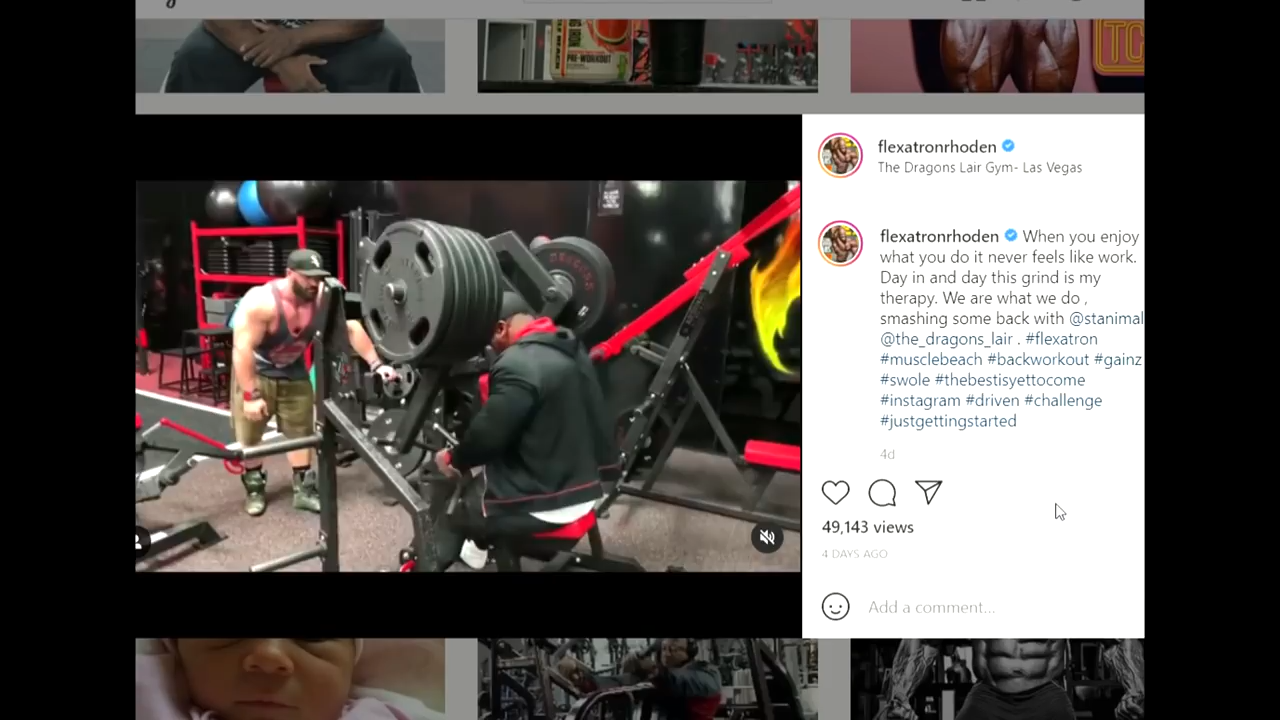 PRE-WORKOUT
TC
flexatronrhoden
The Dragons Lair Gym- Las Vegas
flexatronrhoden When you enjoy
what you do it never feels like work.
Day in and day this grind is my
therapy. We are what we do ,
smashing some back with @stanimal
@the_dragons_lair . #flexatron
#musclebeach #backworkout #gainz
#swole #thebestisyettocome
#instagram #driven #challenge
#justgettingstarted
4d
49,143 views
4 DAYS AGO
Add a comment...